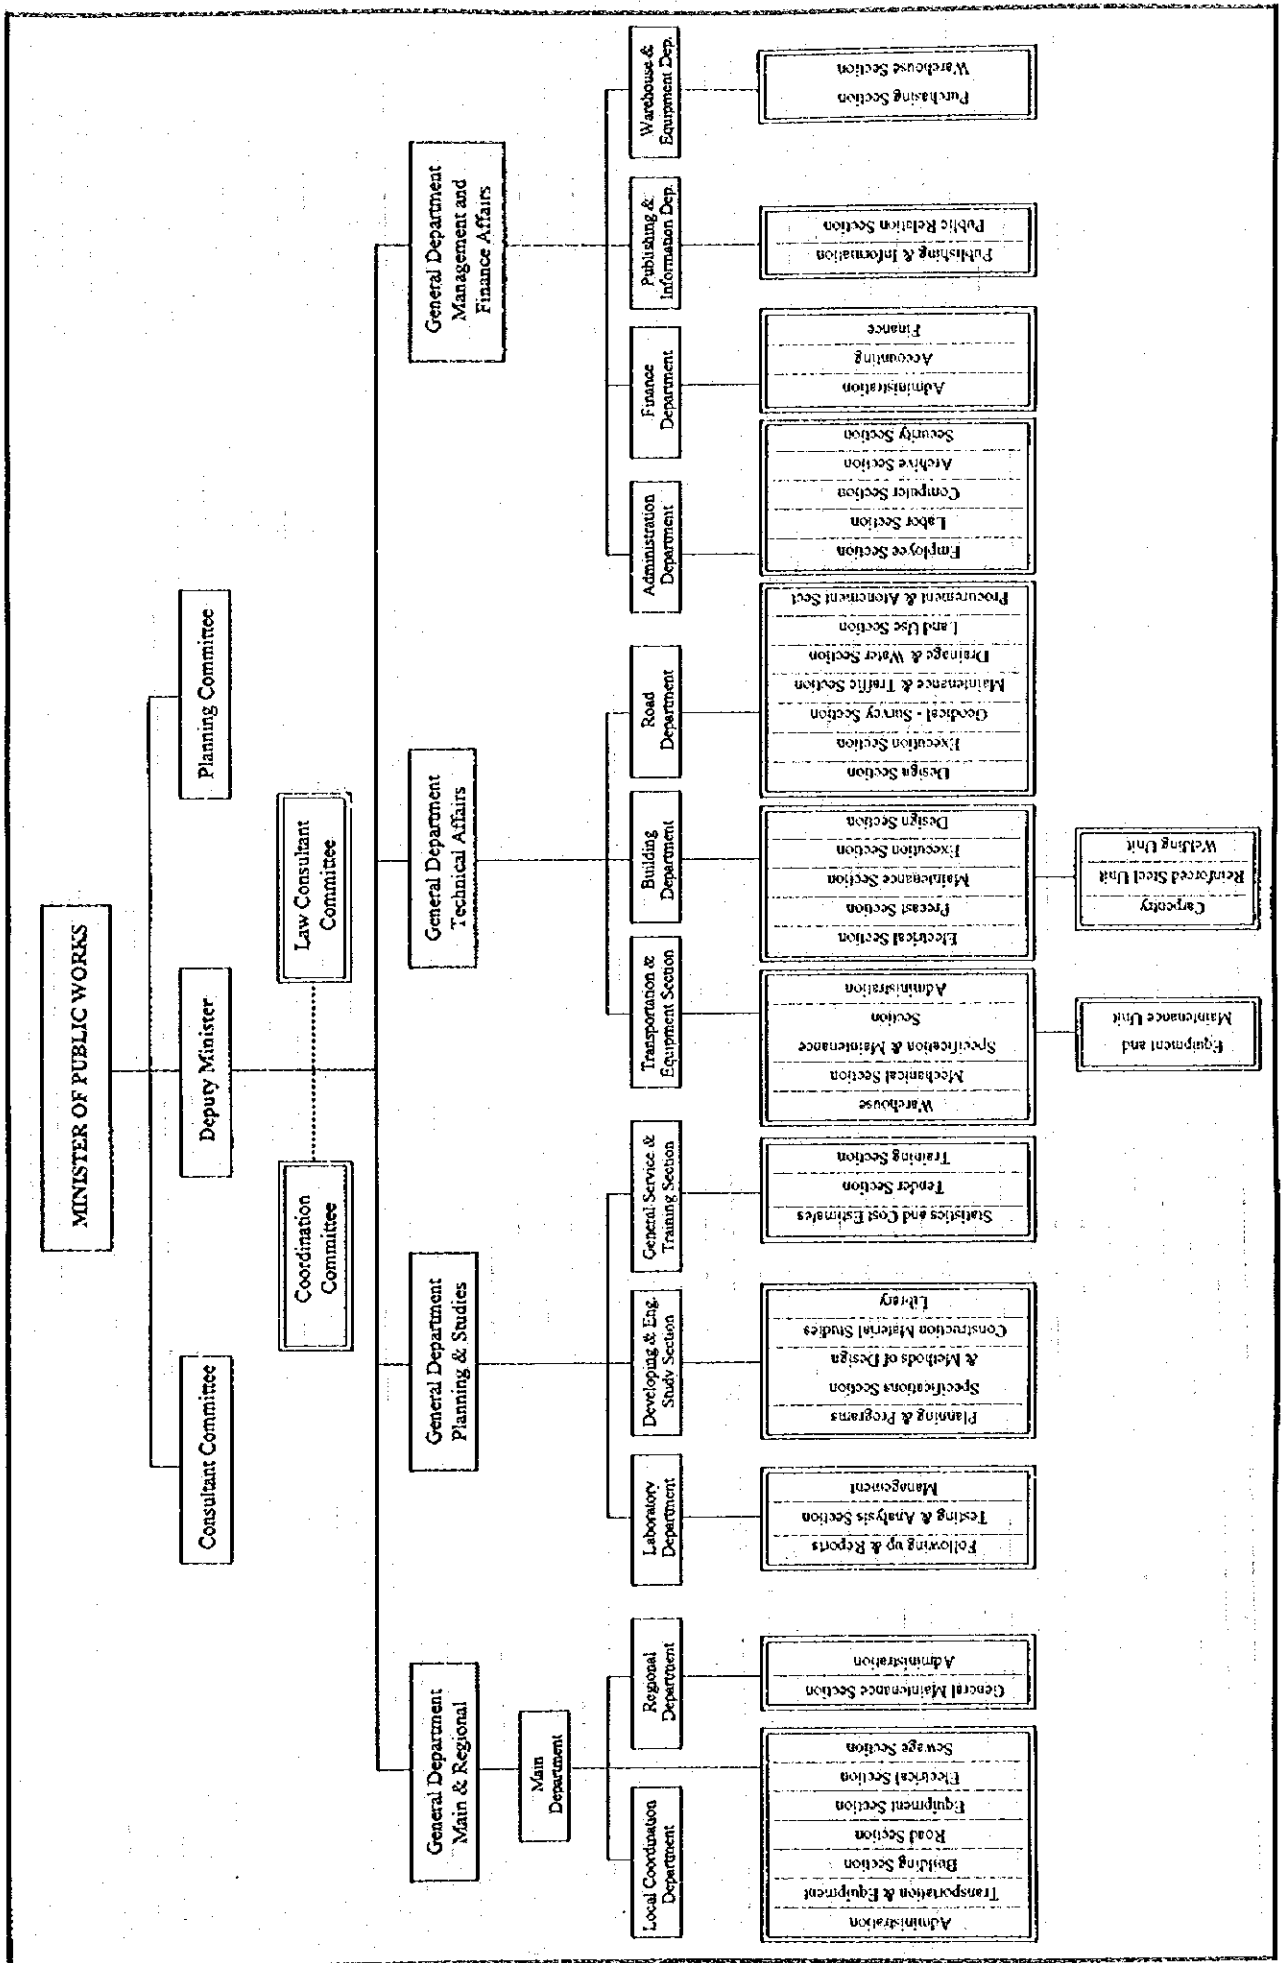 MINISTER OF PUBLIC WORKS
Consultant Committee
Deputy Minister
Planning Committee
Coordination
Committee
Law Consultant
Committee
General Department
Main & Regional
General Department
Planning & Studies
General Department
Technical Affairs
General Department
Management and
Finance Affairs
Main
Department
Local Coordination
Department
Regional
Department
Laboratory
Department
Developing & Eng.
Study Section
General Service &
Training Section
Transportation &
Equipment Section
Building
Department
Road
Department
Administration
Department
Finance
Department
Publishing &
Information Dep.
Warehouse &
Equipment Dep.
Administration
Transportation & Equipment
Building Section
Road Section
Equipment Section
Electrical Section
Sewage Section
General Maintenance Section
Administration
Following up & Reports
Testing & Analysis Section
Management
Planning & Programs
Specifications Section
& Methods of Design
Construction Material Studies
Library
Statistics and Cost Estimates
Tender Section
Training Section
Warehouse
Mechanical Section
Specification & Maintenance
Section
Administration
Electrical Section
Precast Section
Maintenance Section
Execution Section
Design Section
Design Section
Execution Section
Geodical - Survey Section
Maintenance & Traffic Section
Drainage & Water Section
Land Use Section
Procurement & Atonement Sect
Employee Section
Labor Section
Computer Section
Archive Section
Security Section
Administration
Accounting
Finance
Publishing & Information
Public Relation Section
Purchasing Section
Warehouse Section
Equipment and
Maintenance Unit
Carpentry
Reinforced Steel Unit
Welding Unit